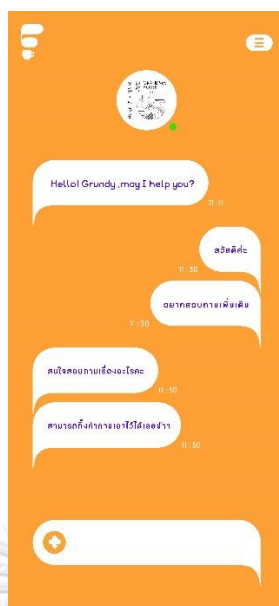 Hello! Grundy ,may I help you?
11:11
สวัสดีค่ะ
11:30
อยากสอบถามเพิ่มเติม
11:30
สนใจสอบถามเรื่องอะไรคะ
11:50
สามารถทิ้งคำถามเอาไว้ได้เลยน้าา
11:50